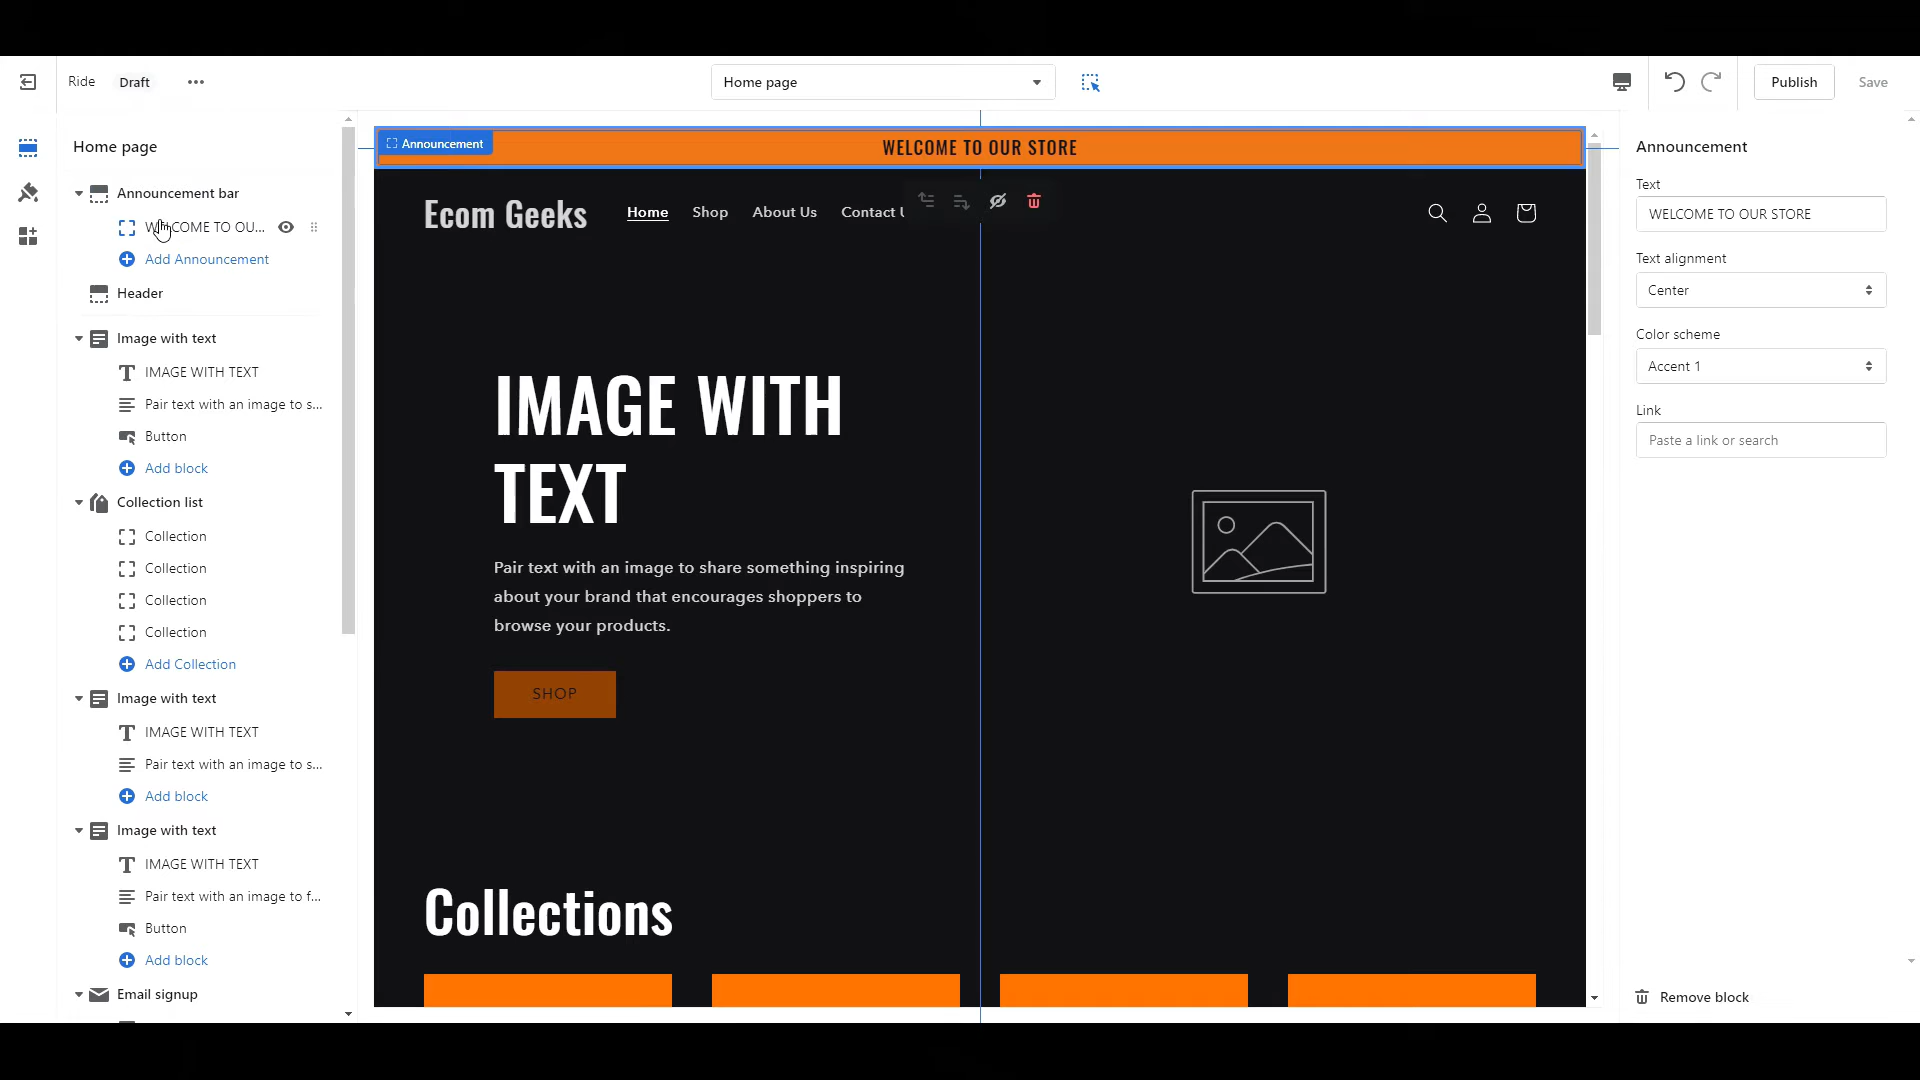 Ride
Draft
Home page
Publish
Save
Home page
Announcement bar
WELCOME TO OU...
Add Announcement
Header
Image with text
IMAGE WITH TEXT
Pair text with an image to s...
Button
Add block
Collection list
Collection
Collection
Collection
Collection
Add Collection
Image with text
IMAGE WITH TEXT
Pair text with an image to s...
Add block
Image with text
IMAGE WITH TEXT
Pair text with an image to f...
Button
Add block
Email signup
Announcement
WELCOME TO OUR STORE
Ecom Geeks
Home
Shop
About Us
Contact U
IMAGE WITH
TEXT
Pair text with an image to share something inspiring
about your brand that encourages shoppers to
browse your products.
SHOP
Collections
Announcement
Text
WELCOME TO OUR STORE
Text alignment
Center
Color scheme
Accent 1
Link
Paste a link or search
Remove block